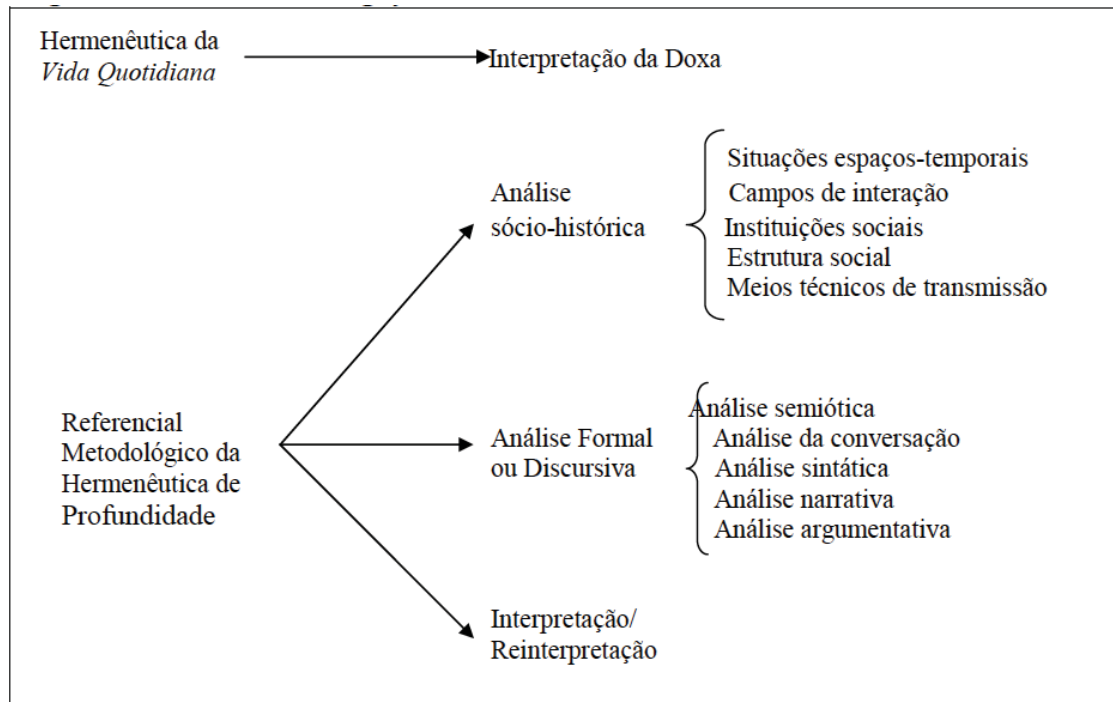 Hermenêutica da
Vida Quotidiana
Interpretação da Doxa
Análise
sócio-histórica
Situações espaços-temporais
Campos de interação
Instituições sociais
Estrutura social
Meios técnicos de transmissão
Referencial
Metodológico da
Hermenêutica de
Profundidade
Análise Formal
ou Discursiva
Análise semiótica
Análise da conversação
Análise sintática
Análise narrativa
Análise argumentativa
Interpretação/
Reinterpretação